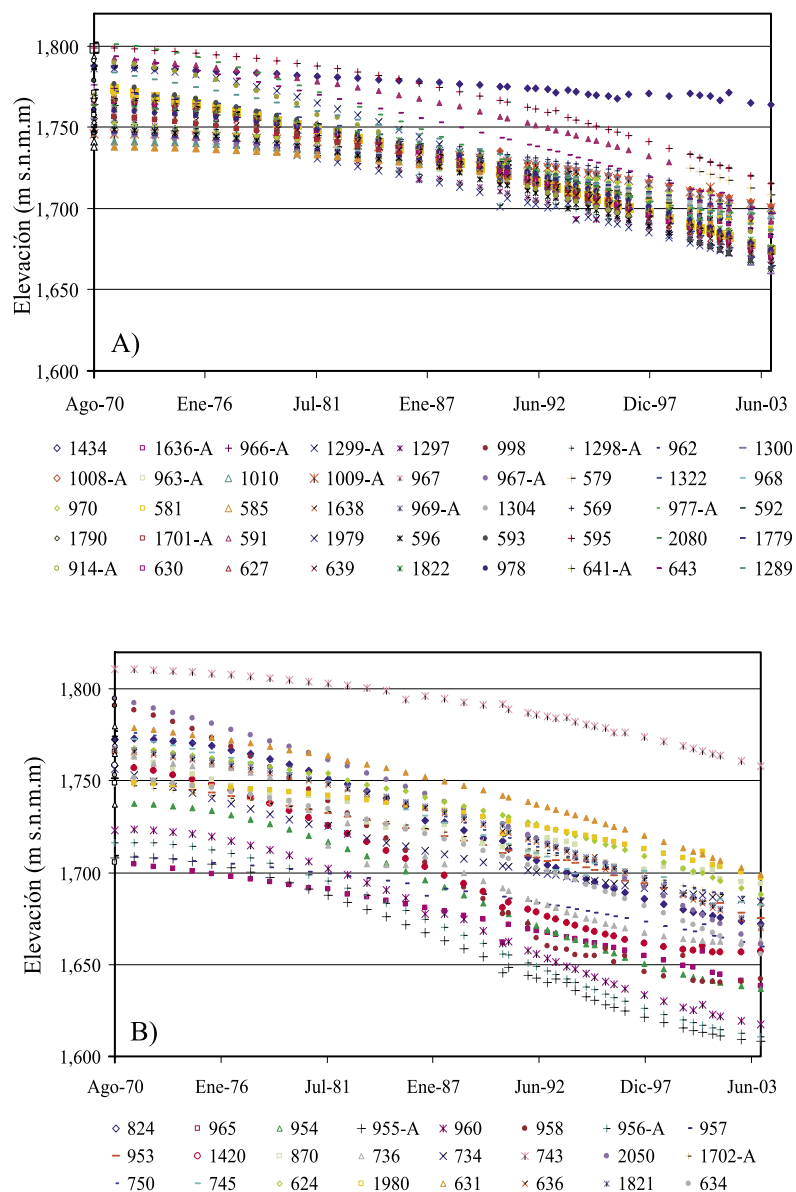 1,800
1,750
1,700
1,650
1,600
Elevación (m s.n.m.m)
A)
Ago-70 Ene-76 Jul-81 Ene-87 Jun-92 Dic-97 Jun-03
1434 1636-A 966-A 1299-A 1297 998 1298-A 962 1300
1008-A 963-A 1010 1009-A 967 967-A 579 1322 968
970 581 585 1638 969-A 1304 569 977-A 592
1790 1701-A 591 1979 596 593 595 2080 1779
914-A 630 627 639 1822 978 641-A 643 1289
1,800
1,750
1,700
1,650
1,600
Elevación (m s.n.m.m)
B)
Ago-70 Ene-76 Jul-81 Ene-87 Jun-92 Dic-97 Jun-03
824 965 954 955-A 960 958 956-A 957
953 1420 870 736 734 743 2050 1702-A
750 745 624 1980 631 636 1821 634